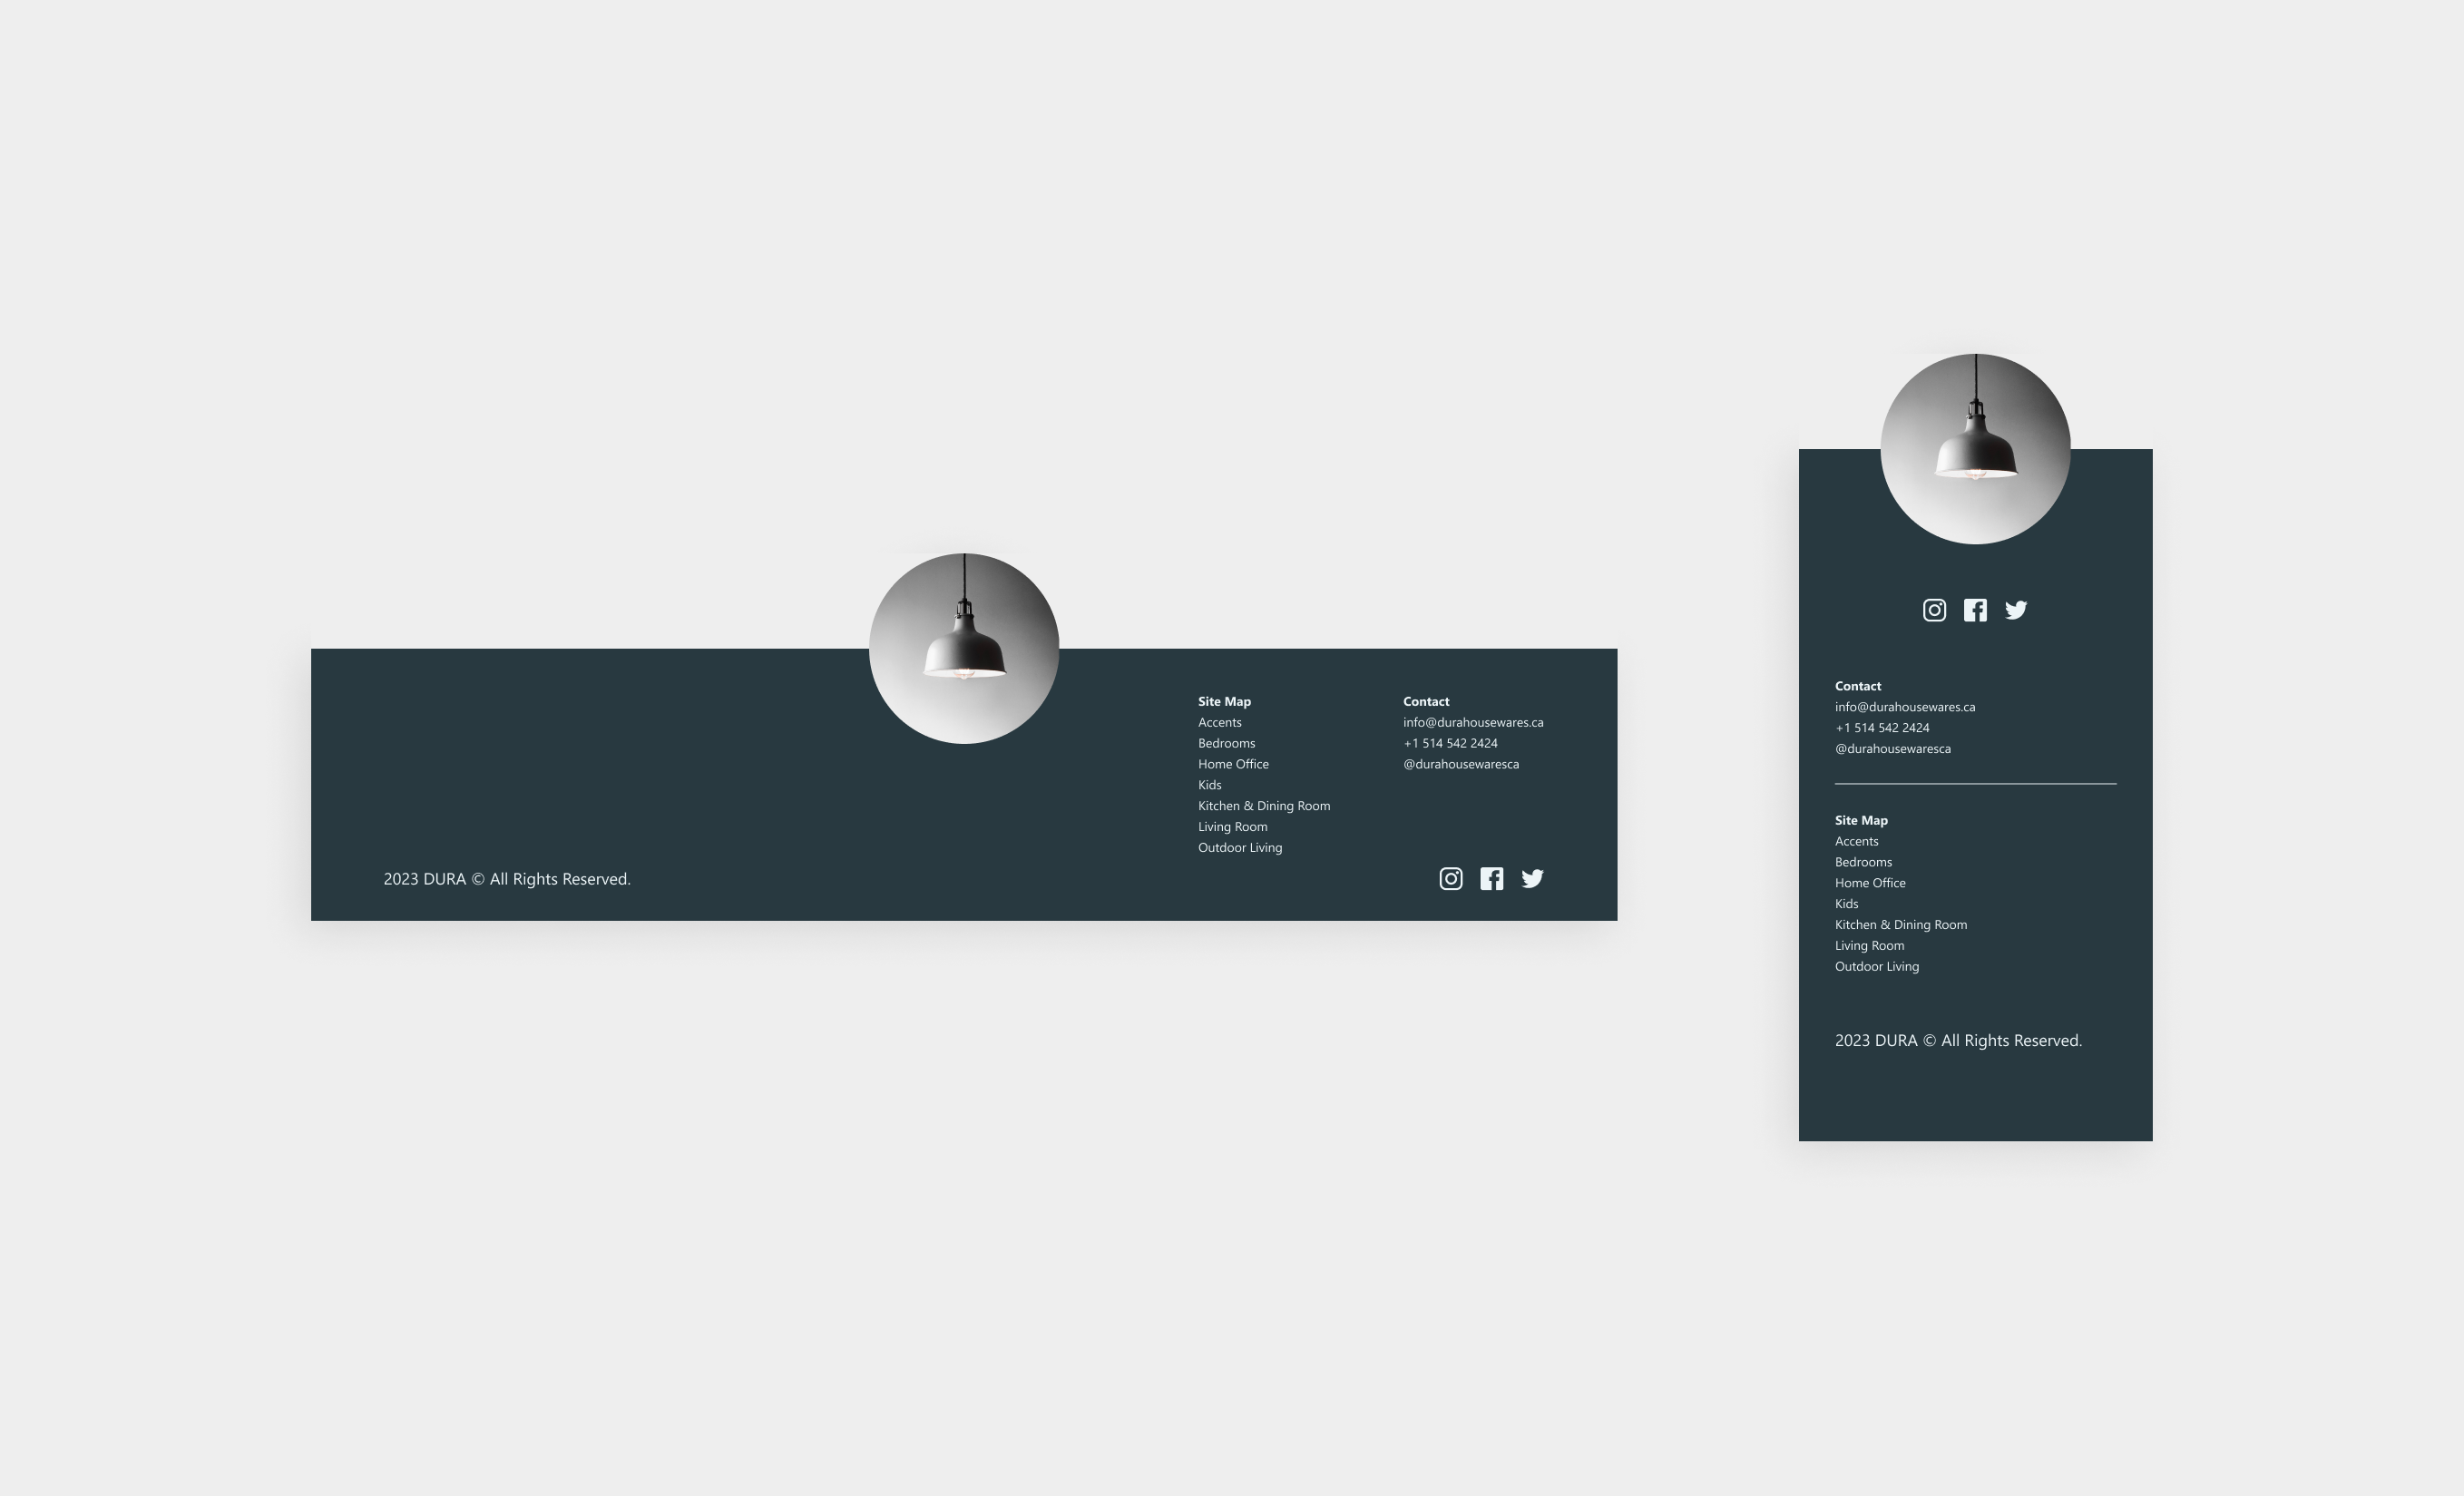 Site Map
Accents
Bedrooms
Home Office
Kids
Kitchen & Dining Room
Living Room
Outdoor Living
Contact
info@durahousewares.ca
+1 514 542 2424
@durahousewaresca
2023 DURA © All Rights Reserved.
Contact
info@durahousewares.ca
+1 514 542 2424
@durahousewaresca
Site Map
Accents
Bedrooms
Home Office
Kids
Kitchen & Dining Room
Living Room
Outdoor Living
2023 DURA © All Rights Reserved.